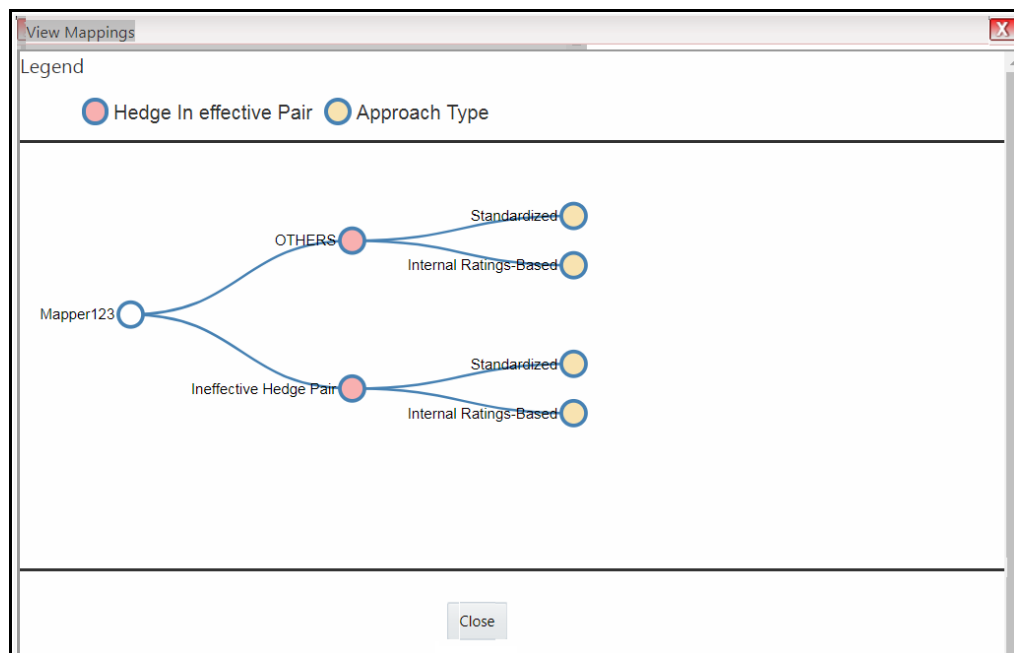 View Mappings
X
Legend
Hedge In effective Pair Approach Type
Standardized
OTHERS
Internal Ratings-Based
Mapper123
Standardized
Ineffective Hedge Pair
Internal Ratings-Based
Close